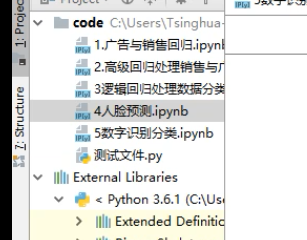 code C:\Users\Tsinghua-
1.广告与销售回归.ipynb
2.高级回归处理销售与广
3逻辑回归处理数据分类
4人脸预测.ipynb
5数字识别分类.ipynb
测试文件.py
External Libraries
< Python 3.6.1 (C:\Use
Extended Definitic
Z: Structure